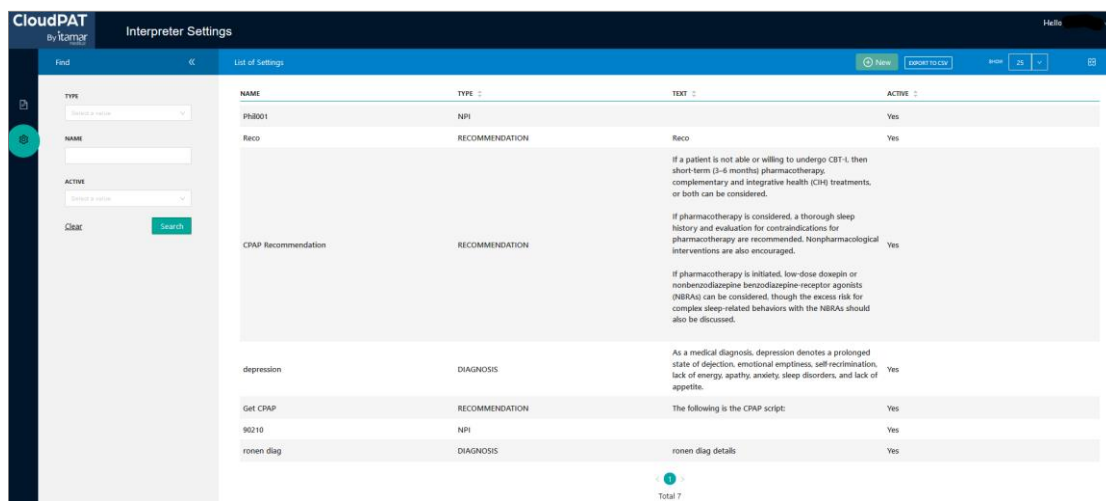 CloudPAT
By itamar
Interpreter Settings
Hello
Find
List of Settings
New
EXPORT TO CSV
SHOW
25
TYPE
Select a value
NAME
ACTIVE
Select a value
Clear
Search
NAME TYPE TEXT ACTIVE
Phil001 NPI Yes
Reco RECOMMENDATION Reco Yes
If a patient is not able or willing to undergo CBT-I, then
short-term (3–6 months) pharmacotherapy,
complementary and integrative health (CIH) treatments,
or both can be considered.
If pharmacotherapy is considered, a thorough sleep
history and evaluation for contraindications for
CPAP Recommendation RECOMMENDATION pharmacotherapy are recommended. Nonpharmacological Yes
interventions are also encouraged.
If pharmacotherapy is initiated, low-dose doxepin or
nonbenzodiazepine benzodiazepine-receptor agonists
(NBRAs) can be considered, though the excess risk for
complex sleep-related behaviors with the NBRAs should
also be discussed.
As a medical diagnosis, depression denotes a prolonged
state of dejection, emotional emptiness, self-recrimination,
depression DIAGNOSIS lack of energy, apathy, anxiety, sleep disorders, and lack of Yes
appetite.
Get CPAP RECOMMENDATION The following is the CPAP script: Yes
90210 NPI Yes
ronen diag DIAGNOSIS ronen diag details Yes
1
Total 7